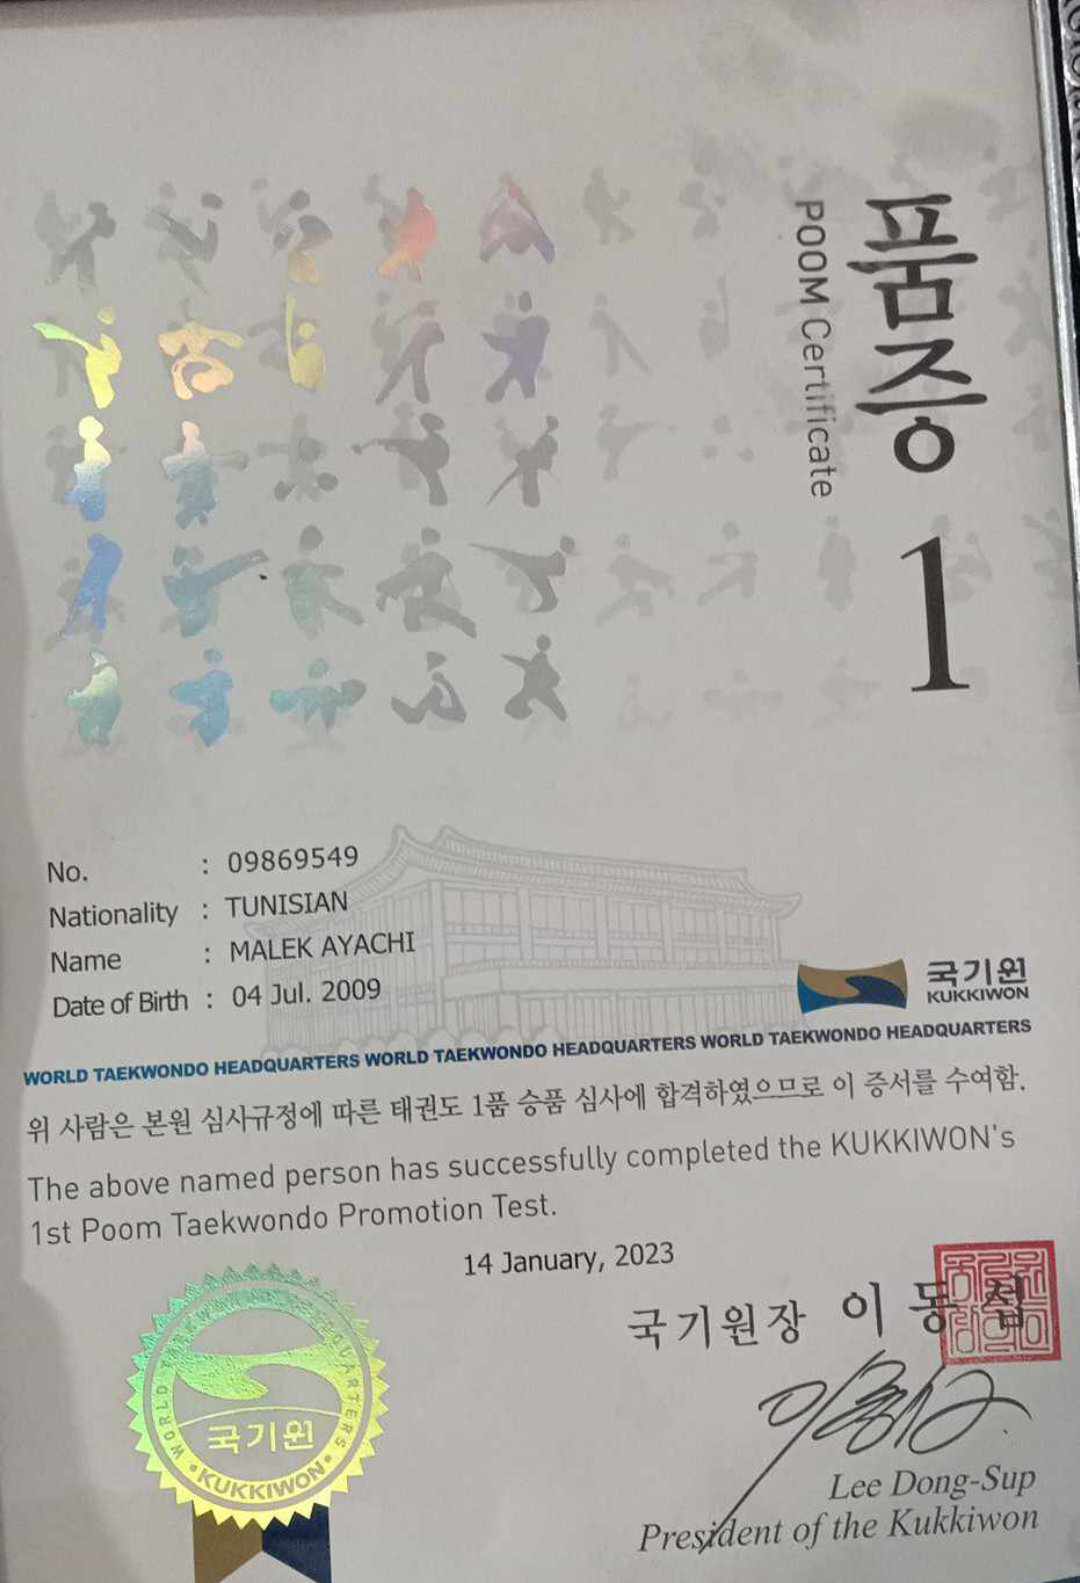 품증 1
POOM Certificate
No. : 09869549
Nationality : TUNISIAN
Name : MALEK AYACHI
Date of Birth : 04 Jul. 2009
국기원
KUKKIWON
WORLD TAEKWONDO HEADQUARTERS WORLD TAEKWONDO HEADQUARTERS WORLD TAEKWONDO HEADQUARTERS
위 사람은 본원 심사규정에 따른 태권도 1품 승품 심사에 합격하였으므로 이 증서를 수여함.
The above named person has successfully completed the KUKKIWON's
1st Poom Taekwondo Promotion Test.
14 January, 2023
국기원장 이동섭
Lee Dong-Sup
President of the Kukkiwon
WORLD TAEKWONDO HEADQUARTERS
국기원
KUKKIWON